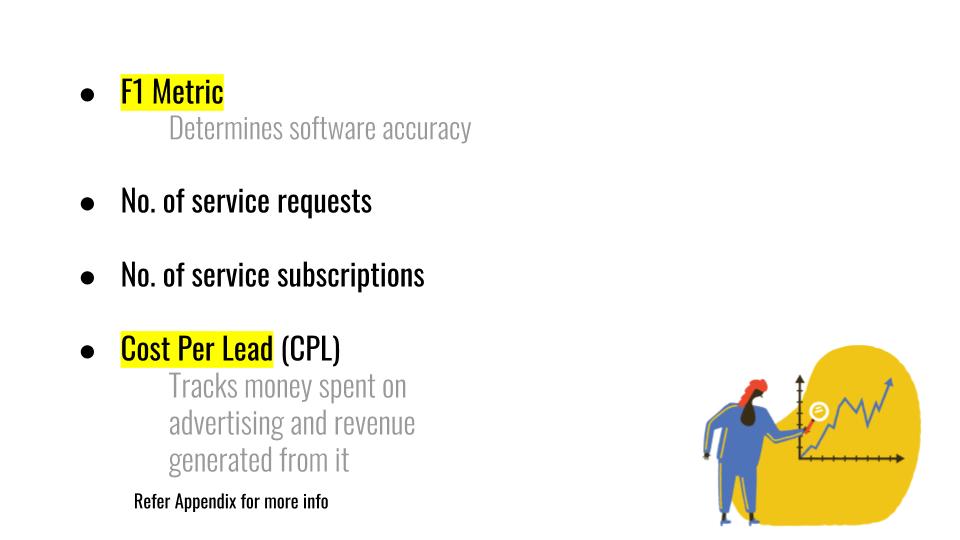 ● F1 Metric
Determines software accuracy
● No. of service requests
● No. of service subscriptions
● Cost Per Lead (CPL)
Tracks money spent on
advertising and revenue
generated from it
Refer Appendix for more info